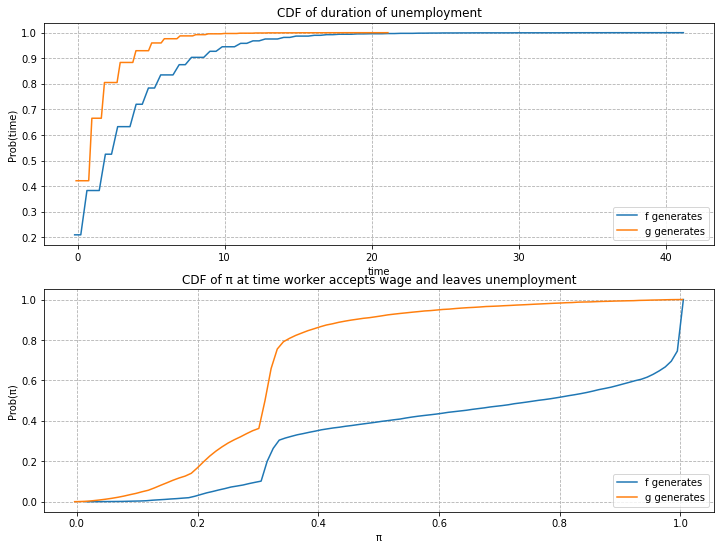 CDF of duration of unemployment
1.0
0.9
0.8
0.7
0.6
0.5
0.4
0.3
0.2
Prob(time)
f generates
g generates
0 10 20 30 40
time
CDF of π at time worker accepts wage and leaves unemployment
1.0
0.8
0.6
0.4
0.2
0.0
Prob(π)
f generates
g generates
0.0 0.2 0.4 0.6 0.8 1.0
π